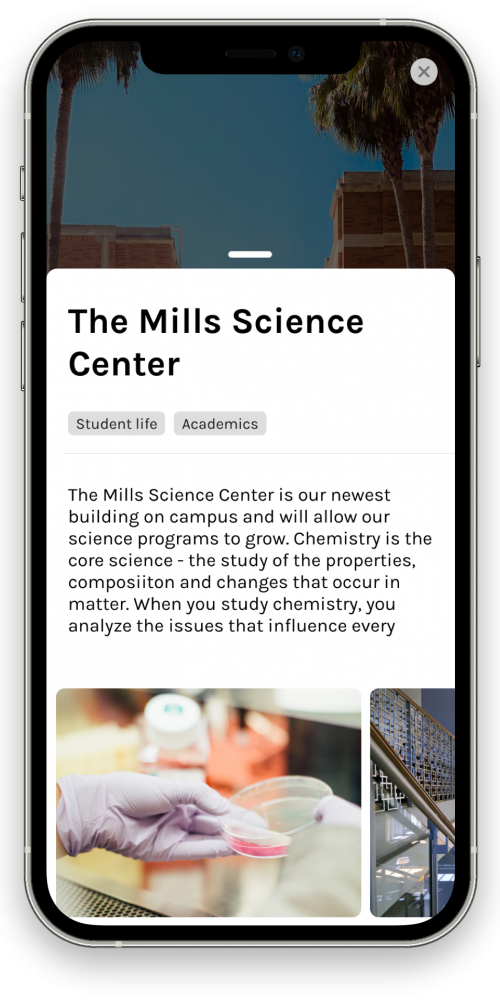 The Mills Science
Center
Student life
Academics
The Mills Science Center is our newest
building on campus and will allow our
science programs to grow. Chemistry is the
core science - the study of the properties,
composiiton and changes that occur in
matter. When you study chemistry, you
analyze the issues that influence every